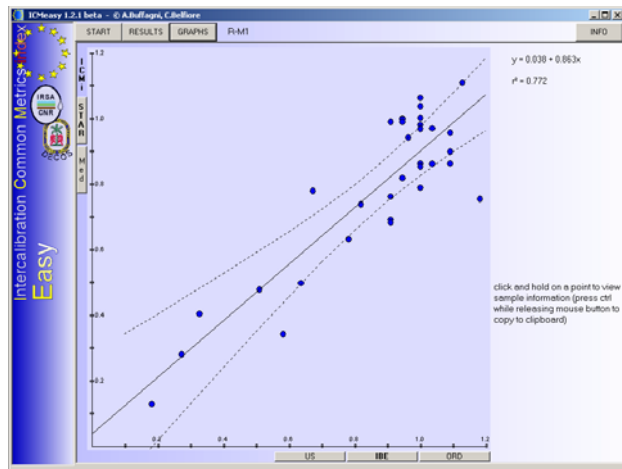 ICMeasy 1.2.1 beta - © A.Buffagni, C.Belfiore
START RESULTS GRAPHS R-M1 INFO
Intercalibration Common Metrics Index
Easy
IRSA
CNR
ICMi
STAR
Med
1.2
1.0
0.8
0.6
0.4
0.2
0.2 0.4 0.6 0.8 1.0 1.2
US IBE ORD
y = 0.038 + 0.863x
r² = 0.772
click and hold on a point to view
sample information (press ctrl
while releasing mouse button to
copy to clipboard)